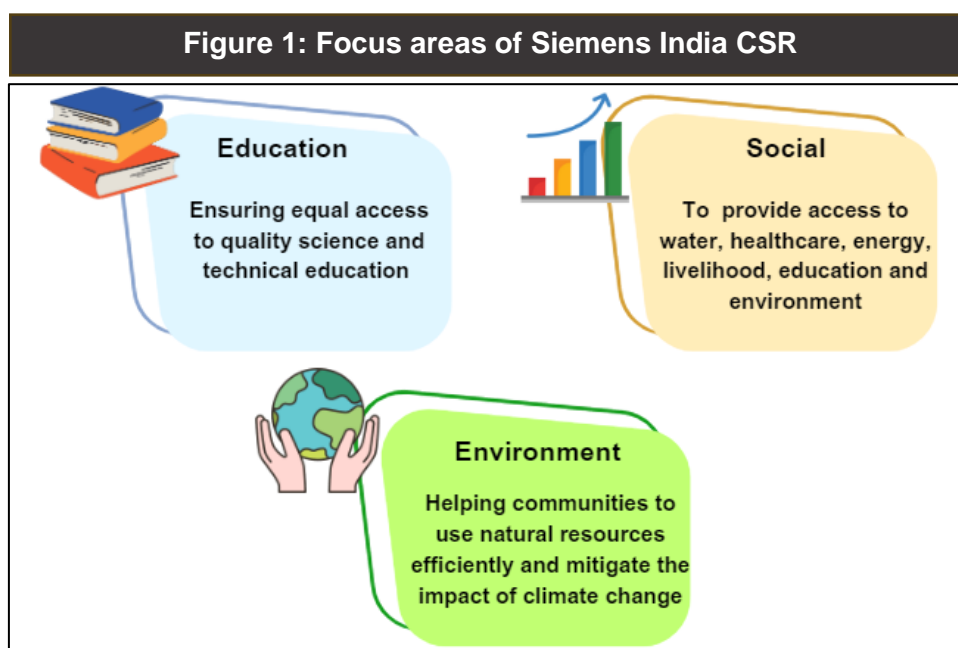 Figure 1: Focus areas of Siemens India CSR
Education
Ensuring equal access
to quality science and
technical education
Social
To provide access to
water, healthcare, energy,
livelihood, education and
environment
Environment
Helping communities to
use natural resources
efficiently and mitigate the
impact of climate change